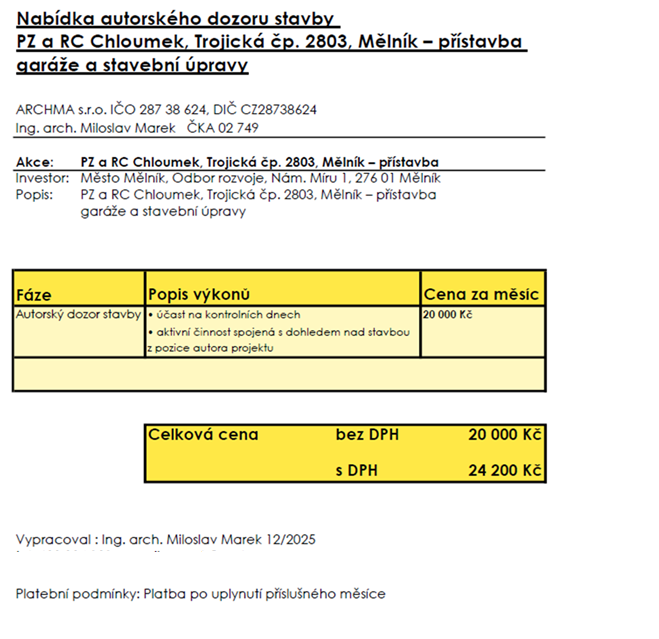 Nabídka autorského dozoru stavby
PZ a RC Chloumek, Trojická čp. 2803, Mělník – přístavba
garáže a stavební úpravy
ARCHMA s.r.o. IČO 287 38 624, DIČ CZ28738624
Ing. arch. Miloslav Marek ČKA 02 749
Akce: PZ a RC Chloumek, Trojická čp. 2803, Mělník – přístavba
Investor: Město Mělník, Odbor rozvoje, Nám. Míru 1, 276 01 Mělník
Popis: PZ a RC Chloumek, Trojická čp. 2803, Mělník – přístavba
garáže a stavební úpravy
Fáze Popis výkonů Cena za měsíc
Autorský dozor stavby • účast na kontrolních dnech 20 000 Kč
• aktivní činnost spojená s dohledem nad stavbou
z pozice autora projektu
Celková cena bez DPH 20 000 Kč
s DPH 24 200 Kč
Vypracoval : Ing. arch. Miloslav Marek 12/2025
Platební podmínky: Platba po uplynutí příslušného měsíce